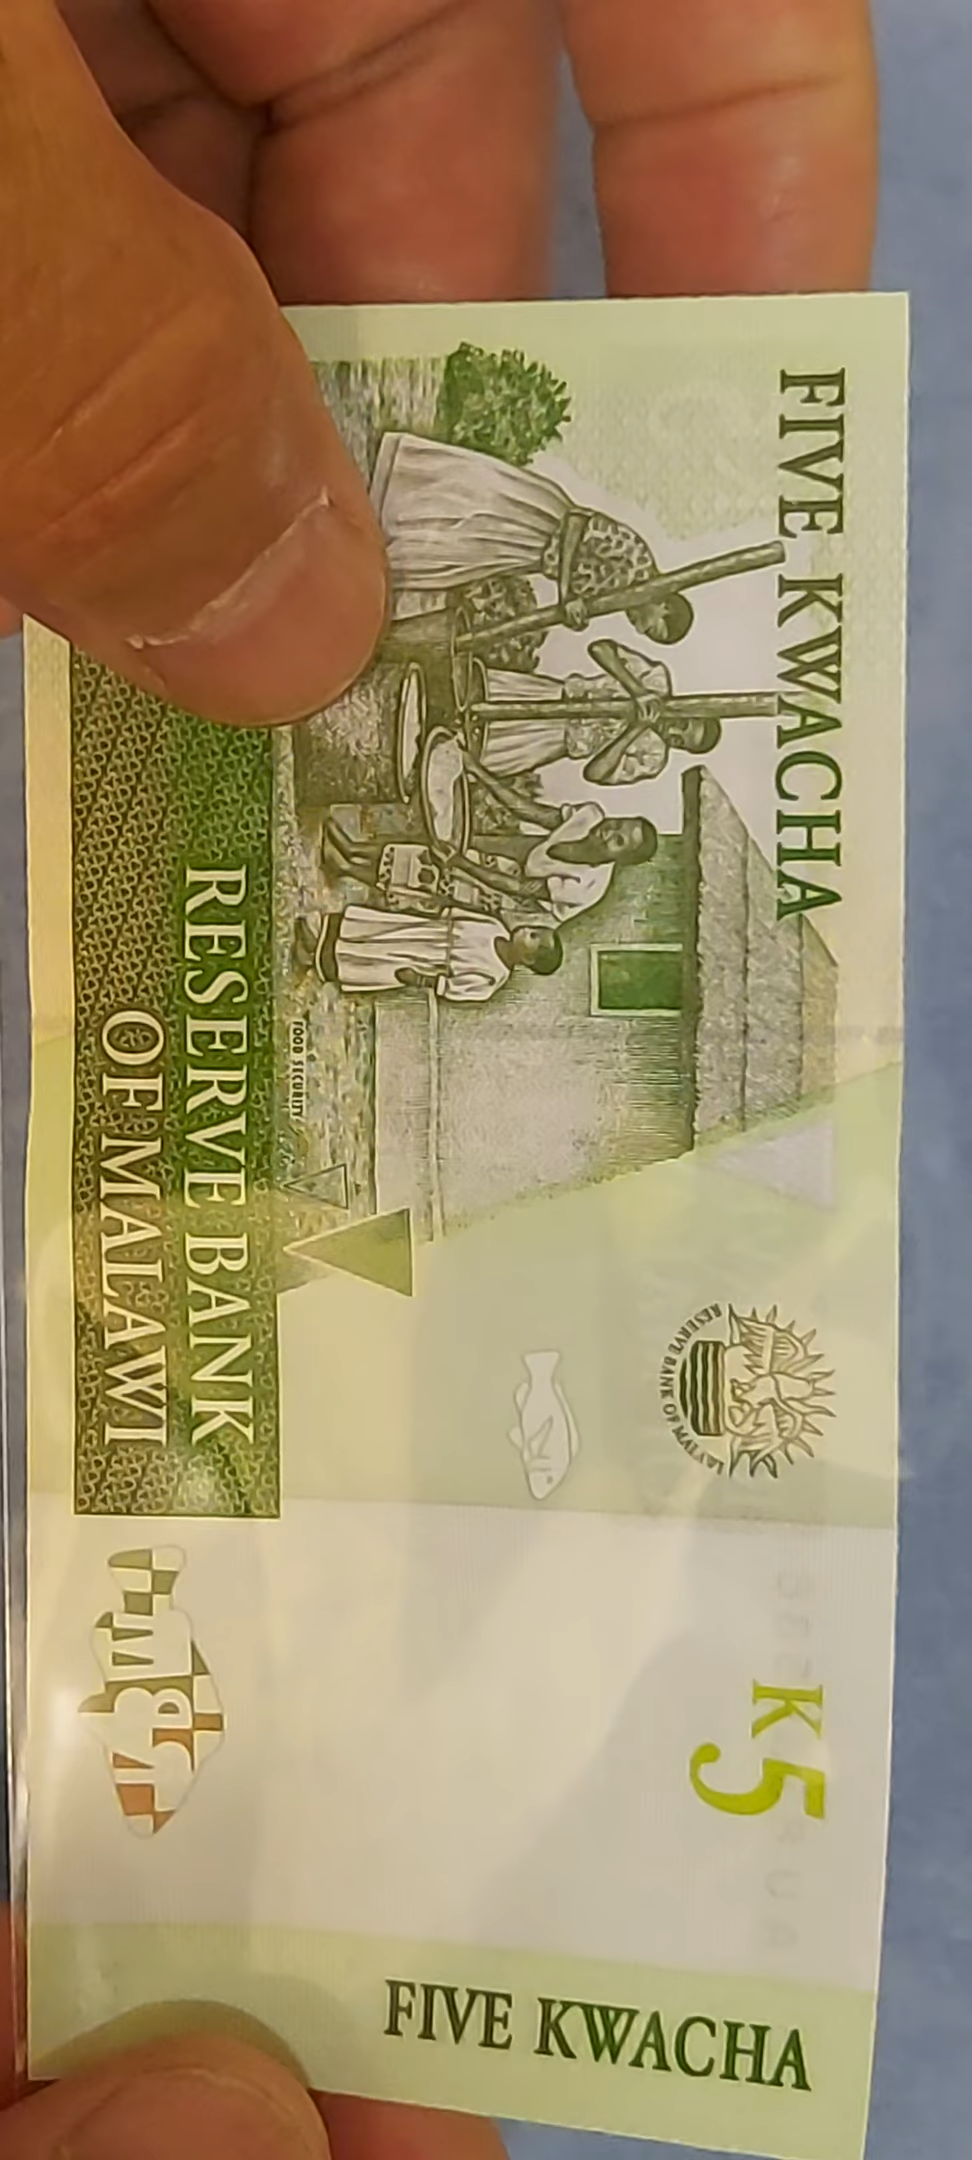 FIVE KWACHA
FOOD SECURITY
RESERVE BANK
OF MALAWI
RESERVE BANK OF MALAWI
K5
FIVE KWACHA